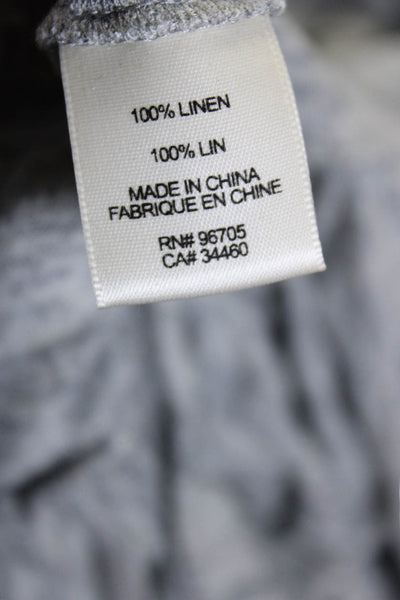 100% LINEN
100% LIN
MADE IN CHINA
FABRIQUE EN CHINE
RN# 96705
CA# 34460